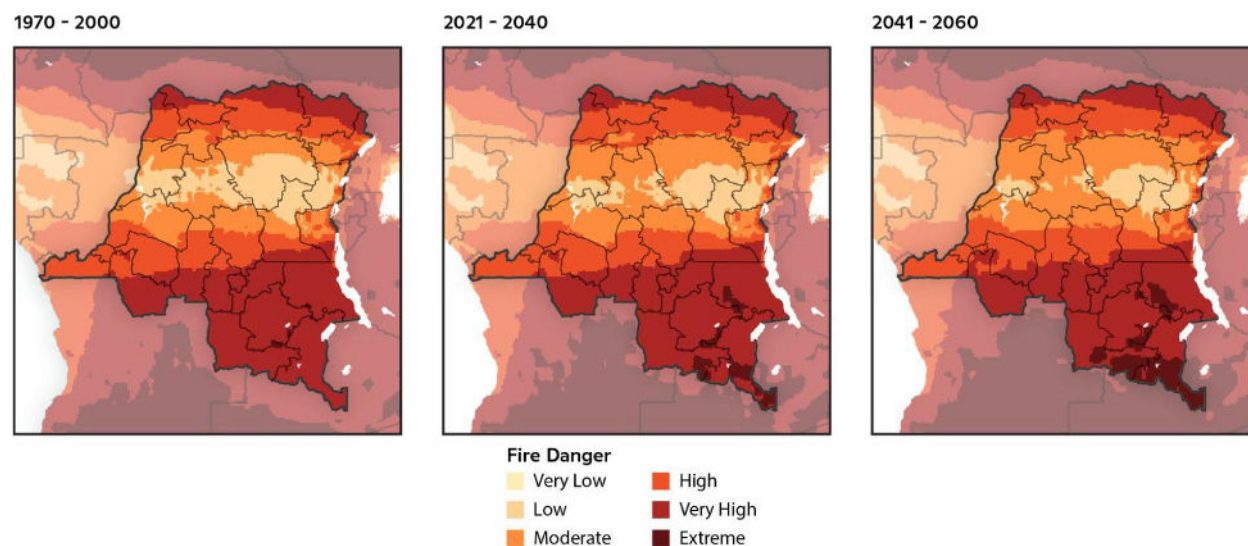 1970 - 2000
2021 - 2040
2041 - 2060
Fire Danger
Very Low
Low
Moderate
High
Very High
Extreme